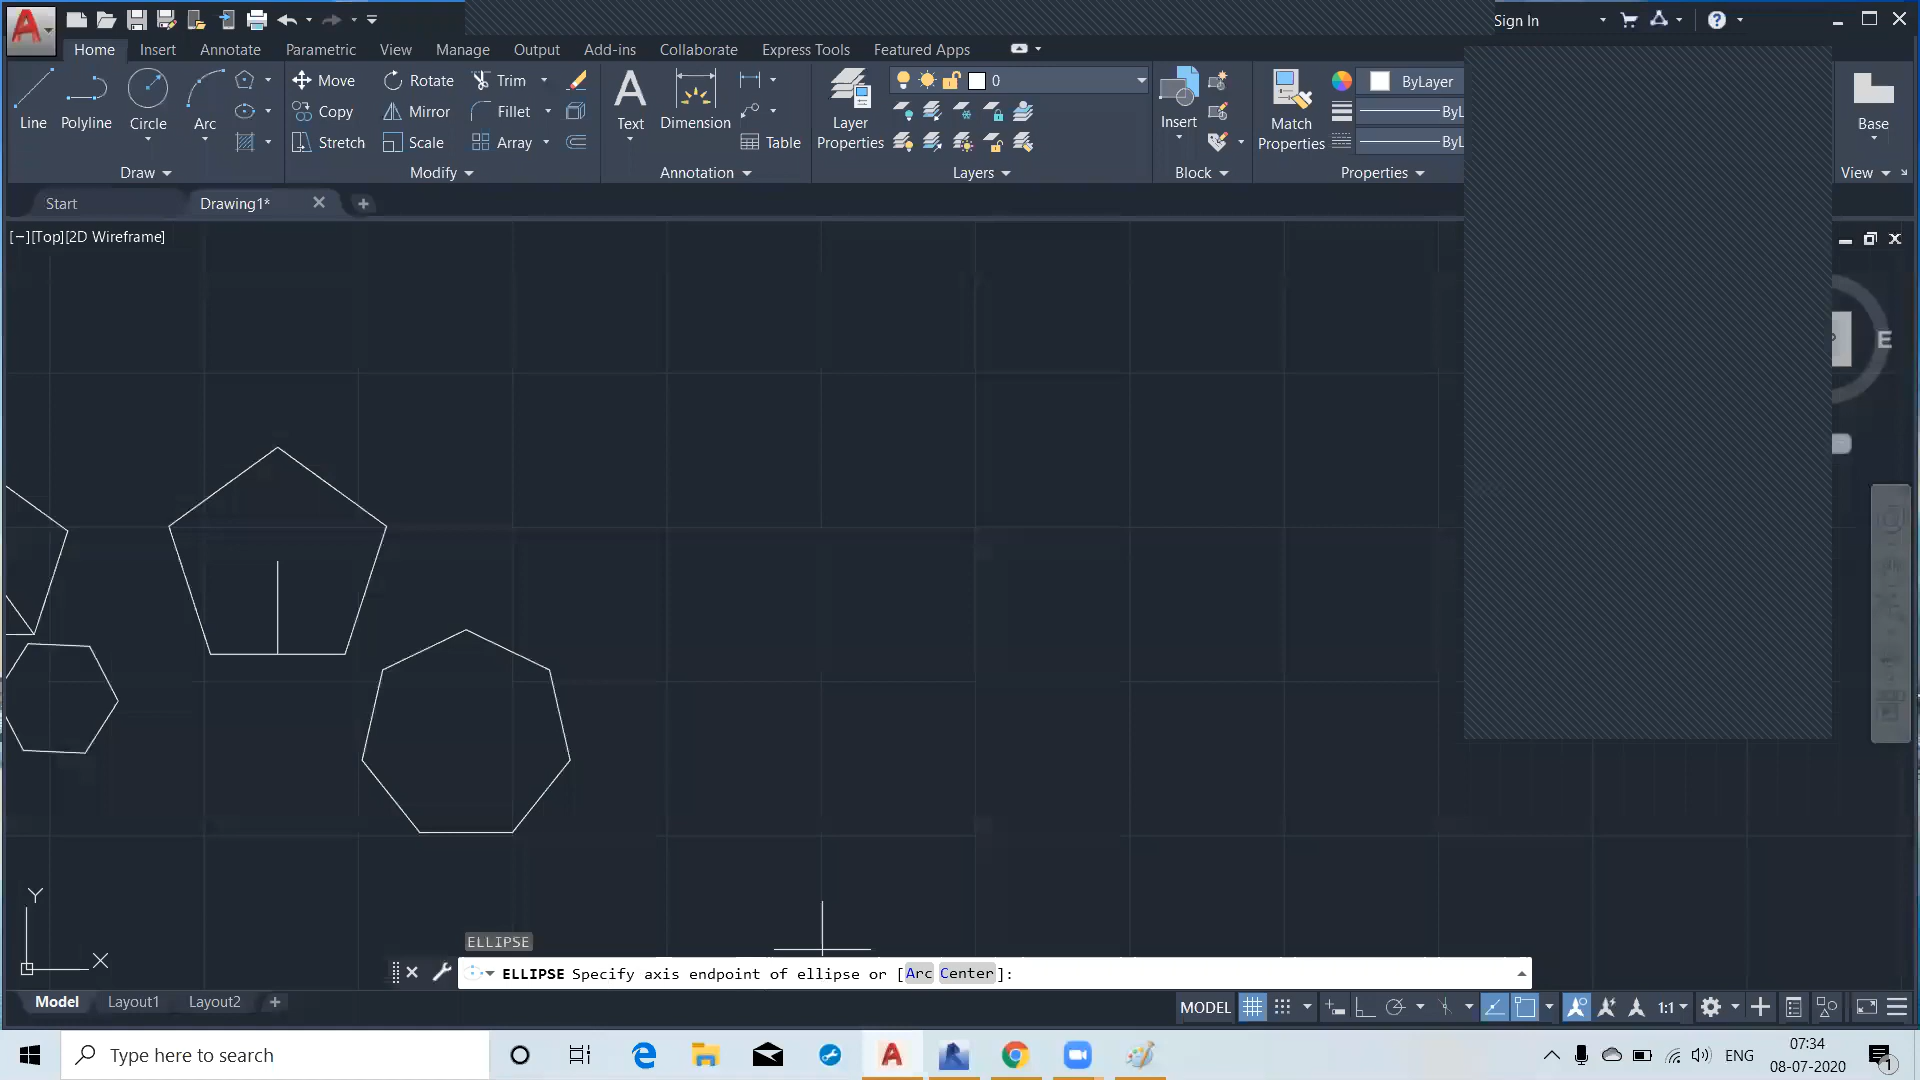 Sign In
Home Insert Annotate Parametric View Manage Output Add-ins Collaborate Express Tools Featured Apps
Move Rotate Trim 0 ByLayer
Line Polyline Circle Arc Copy Mirror Fillet Text Dimension Layer Properties Insert Match Properties ByL Base
Stretch Scale Array Table ByL
Draw Modify Annotation Layers Block Properties View
Start Drawing1*
[−][Top][2D Wireframe]
E
Y
X
ELLIPSE
ELLIPSE Specify axis endpoint of ellipse or [Arc Center]:
Model Layout1 Layout2 MODEL 1:1
Type here to search ENG 07:34
08-07-2020 1